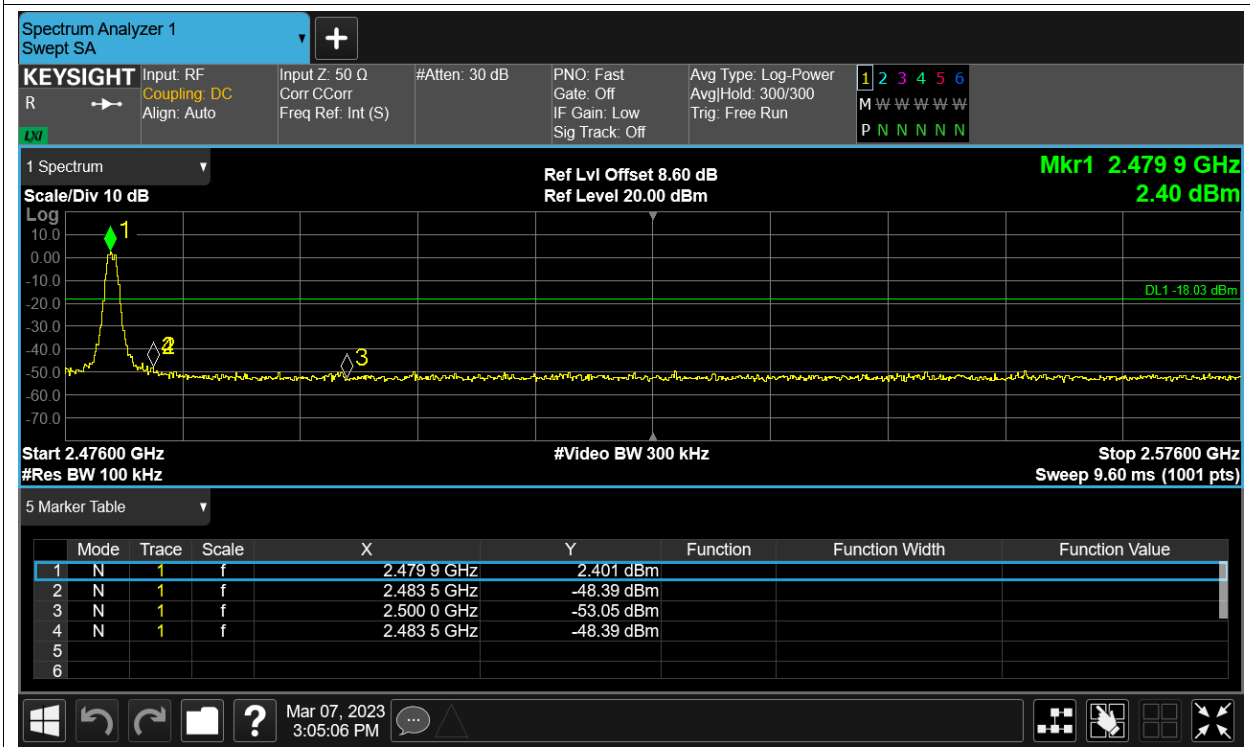 Spectrum Analyzer 1
Swept SA
KEYSIGHT Input: RF Input Z: 50 Ω #Atten: 30 dB PNO: Fast Avg Type: Log-Power 1 2 3 4 5 6
R Coupling: DC Corr CCorr Gate: Off Avg|Hold: 300/300 M W W W W W
Align: Auto Freq Ref: Int (S) IF Gain: Low Trig: Free Run
LXI Sig Track: Off P N N N N N
1 Spectrum Ref Lvl Offset 8.60 dB Mkr1 2.479 9 GHz
Scale/Div 10 dB Ref Level 20.00 dBm 2.40 dBm
Log
10.0 1
0.00
-10.0
DL1 -18.03 dBm
-20.0
-30.0
-40.0 3
-50.0
-60.0
-70.0
Start 2.47600 GHz #Video BW 300 kHz Stop 2.57600 GHz
#Res BW 100 kHz Sweep 9.60 ms (1001 pts)
5 Marker Table
Mode Trace Scale X Y Function Function Width Function Value
1 N 1 f 2.479 9 GHz 2.401 dBm
2 N 1 f 2.483 5 GHz -48.39 dBm
3 N 1 f 2.500 0 GHz -53.05 dBm
4 N 1 f 2.483 5 GHz -48.39 dBm
5
6
? Mar 07, 2023
3:05:06 PM